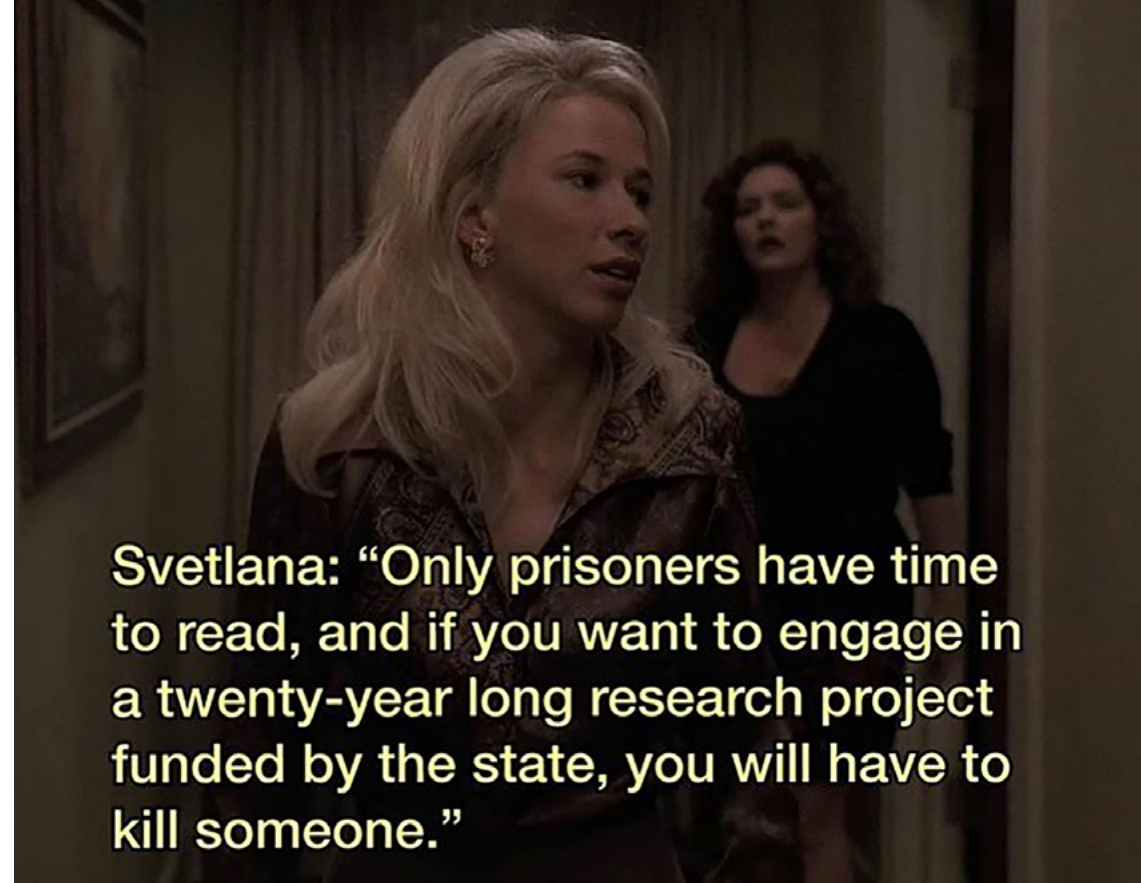 Svetlana: “Only prisoners have time
to read, and if you want to engage in
a twenty-year long research project
funded by the state, you will have to
kill someone.”